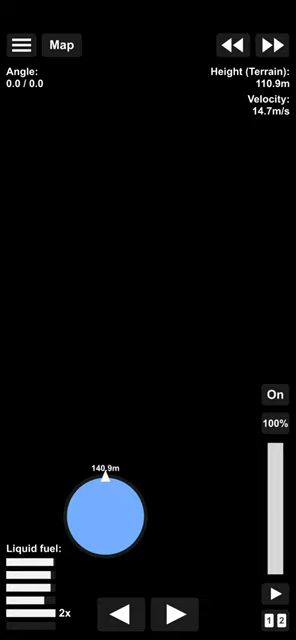 Map
Angle:
0.0 / 0.0
Height (Terrain):
110.9m
Velocity:
14.7m/s
On
100%
140.9m
Liquid fuel:
2x
1 2